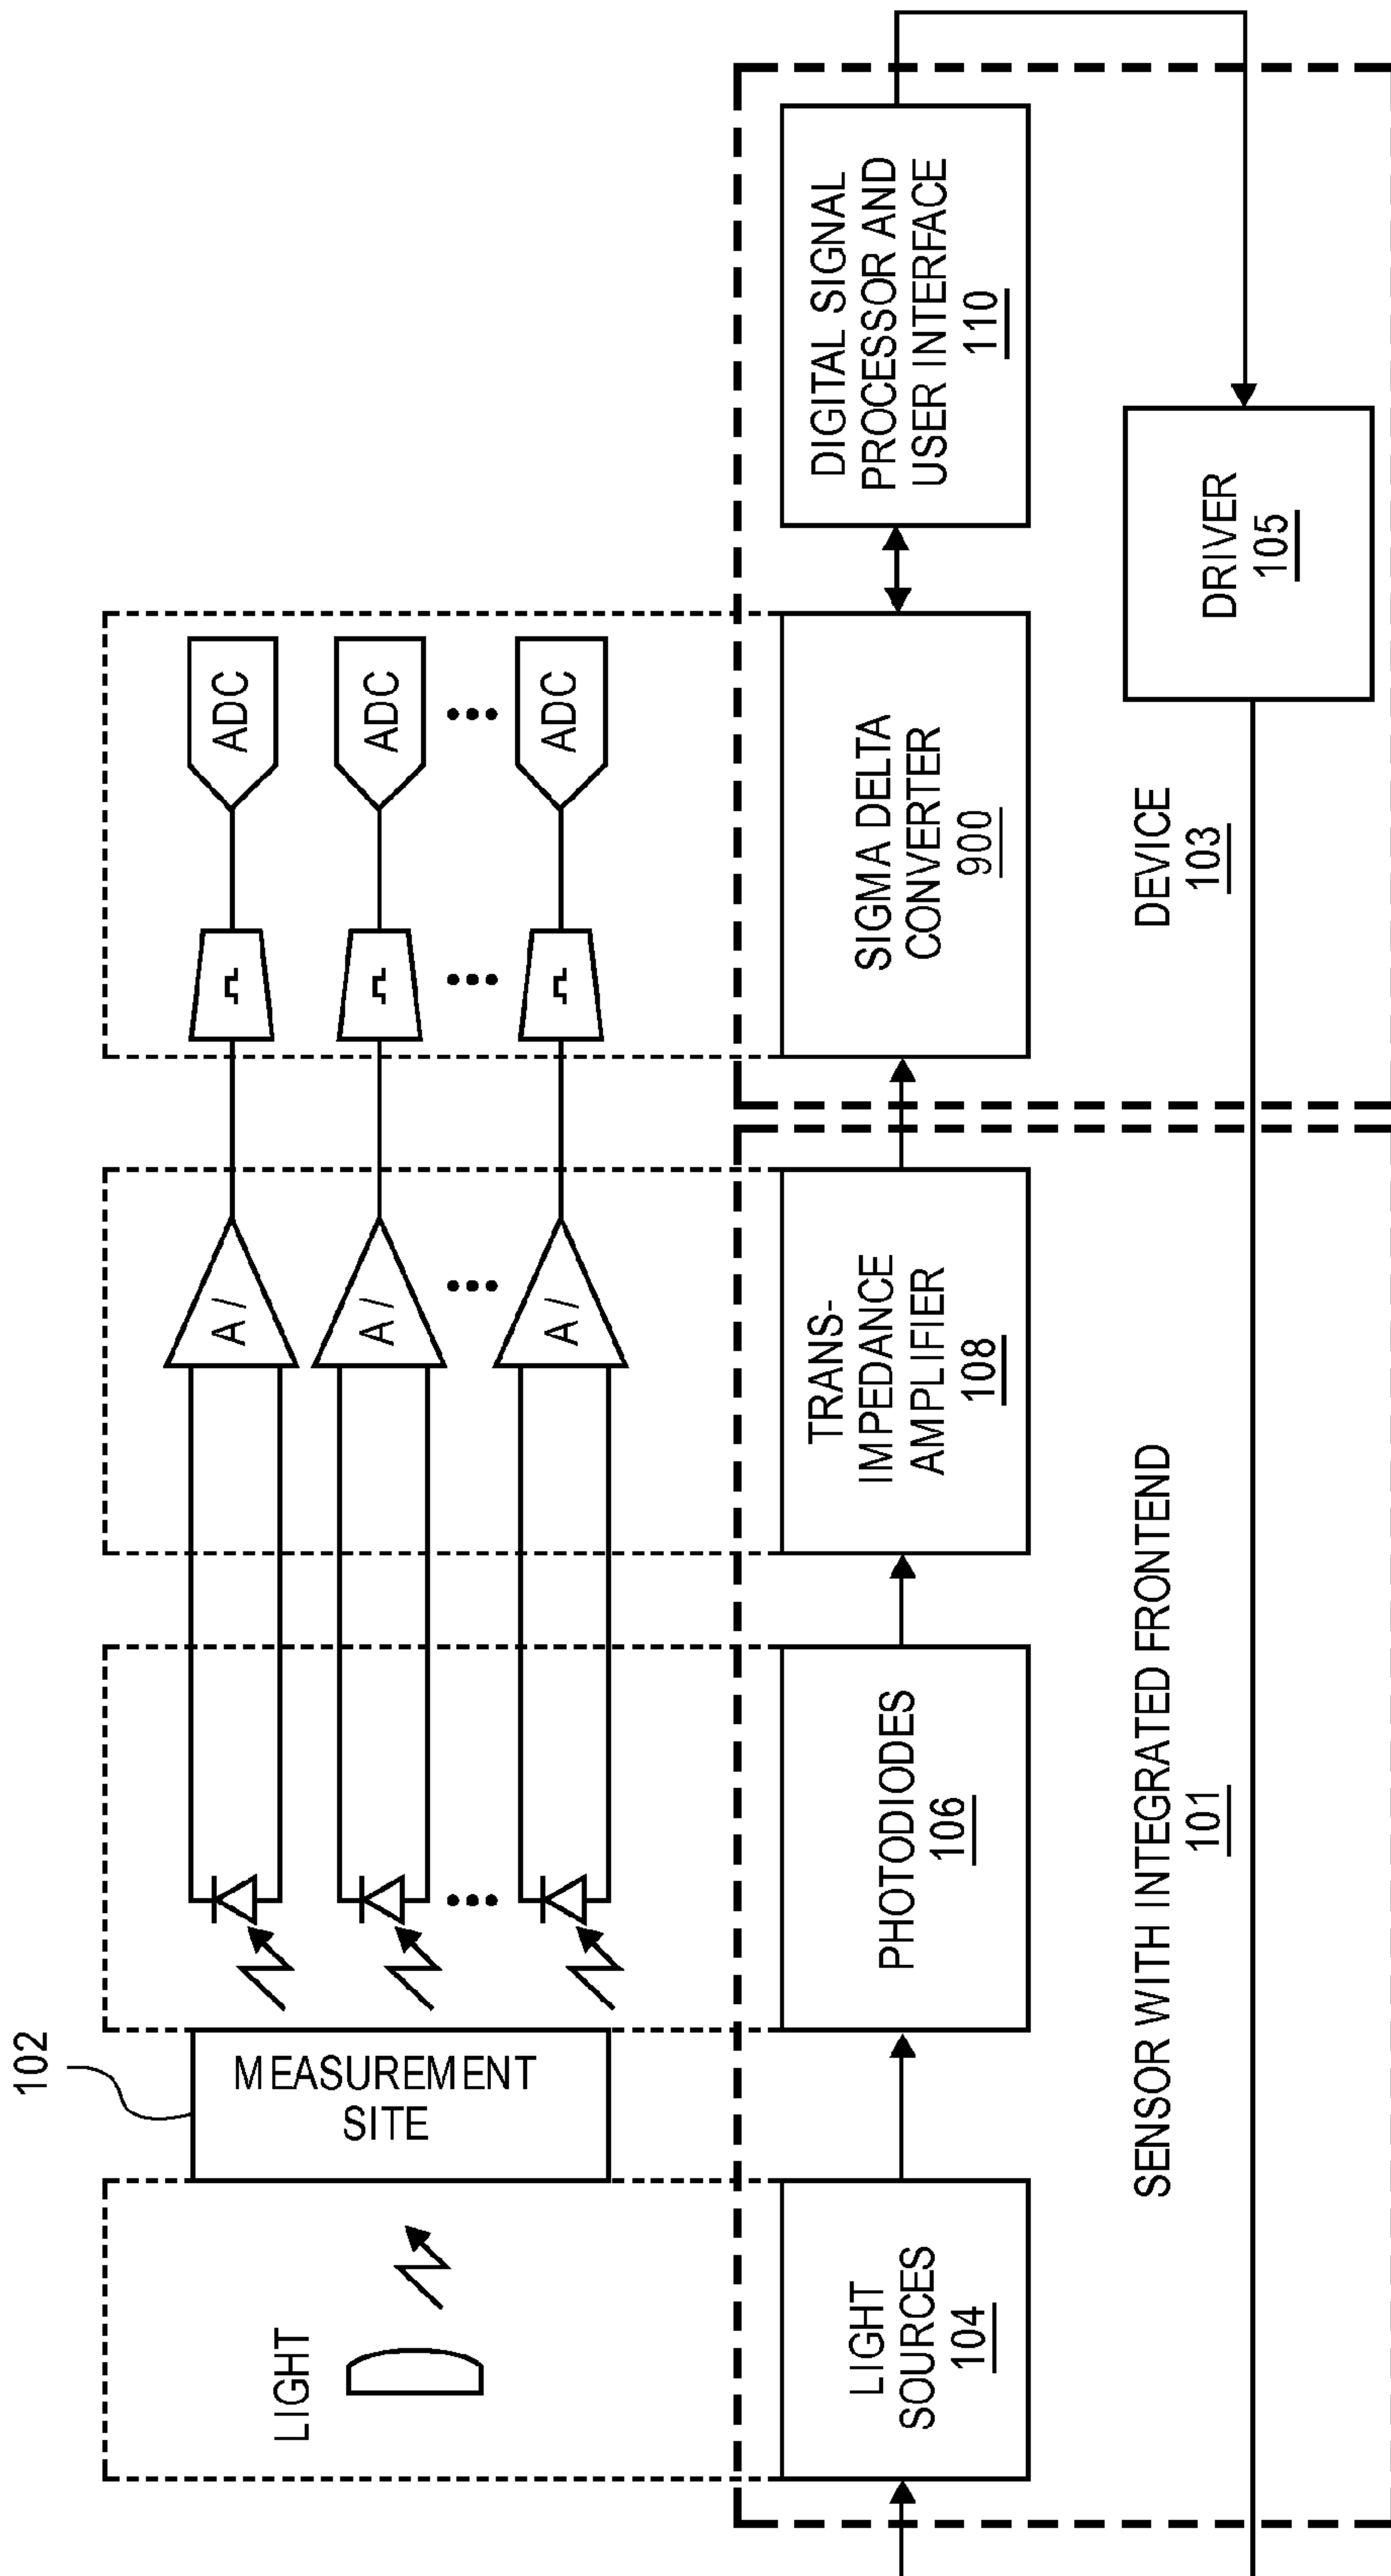 102
LIGHT
MEASUREMENT
SITE
A /
A /
A /
ADC
ADC
ADC
LIGHT
SOURCES
104
PHOTODIODES
106
TRANS-
IMPEDANCE
AMPLIFIER
108
SIGMA DELTA
CONVERTER
900
DIGITAL SIGNAL
PROCESSOR AND
USER INTERFACE
110
SENSOR WITH INTEGRATED FRONTEND
101
DEVICE
103
DRIVER
105